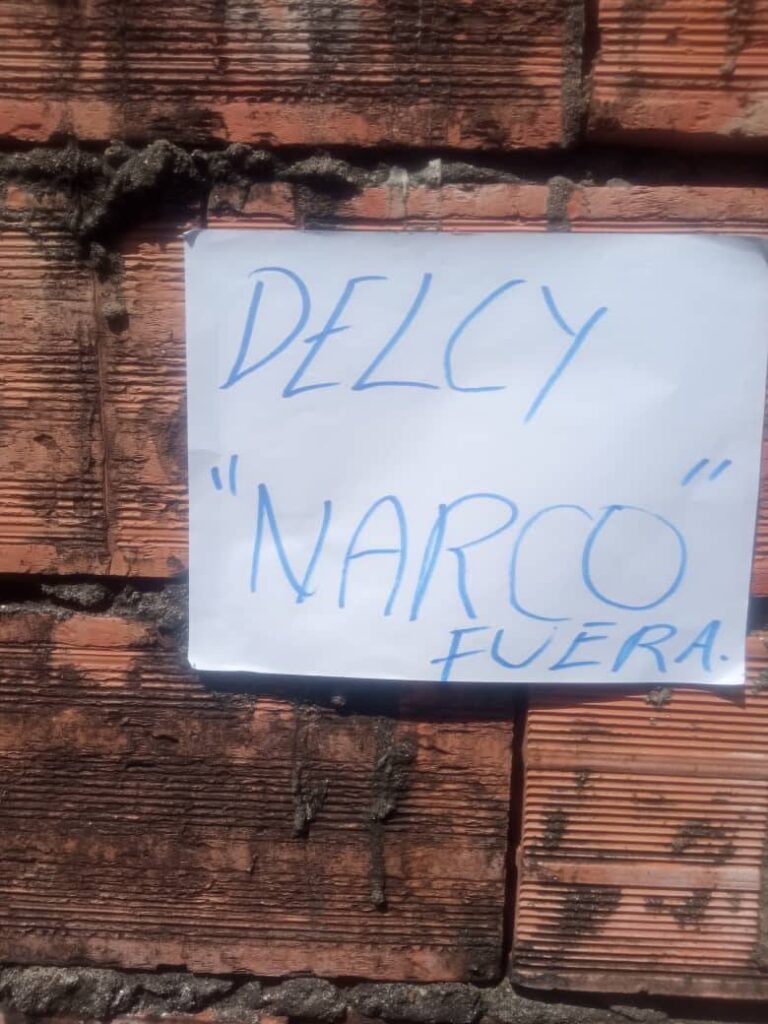 DELCY
"NARCO"
FUERA.